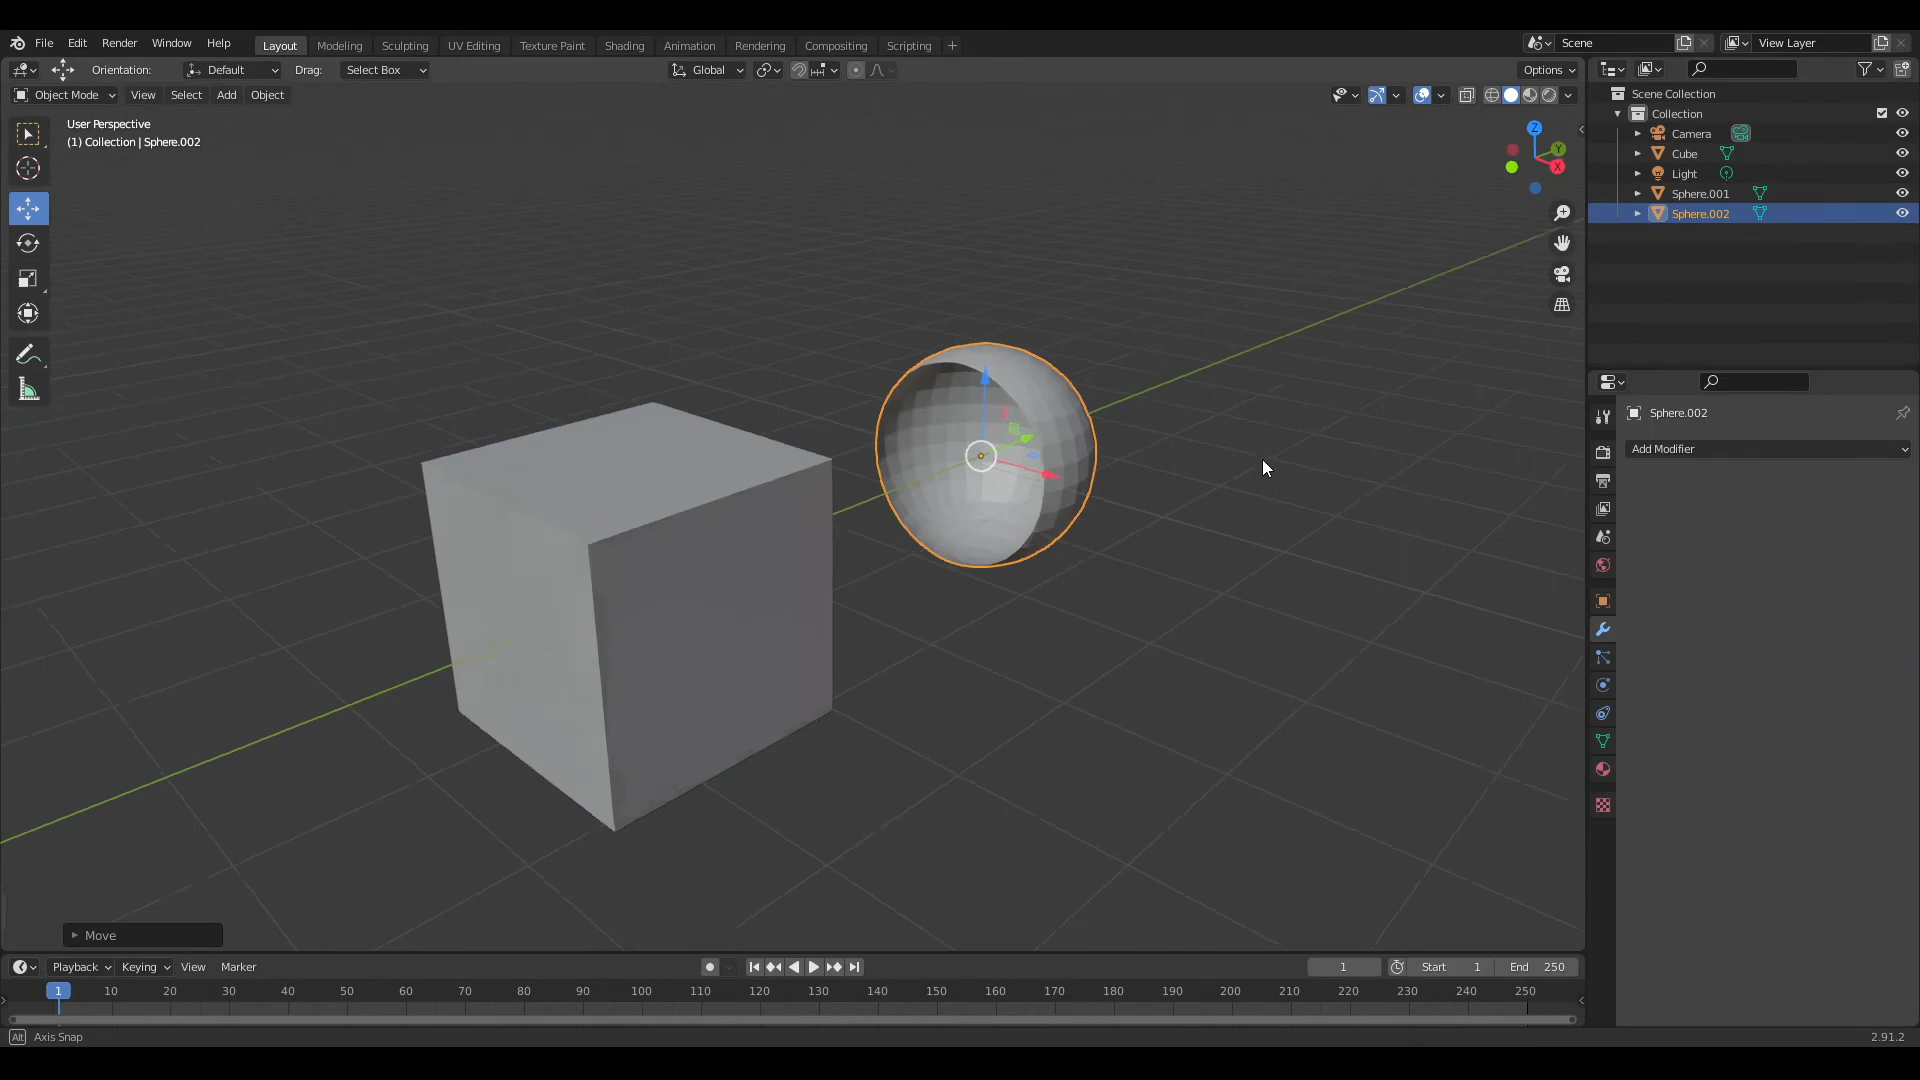 File Edit Render Window Help Layout Modeling Sculpting UV Editing Texture Paint Shading Animation Rendering Compositing Scripting + Scene View Layer
Orientation: Default Drag: Select Box Global Options
Object Mode View Select Add Object
User Perspective
(1) Collection | Sphere.002
Z
Y
X
Scene Collection
Collection
Camera
Cube
Light
Sphere.001
Sphere.002
Sphere.002
Add Modifier
Move
Playback Keying View Marker 1 Start 1 End 250
1 10 20 30 40 50 60 70 80 90 100 110 120 130 140 150 160 170 180 190 200 210 220 230 240 250
Alt Axis Snap 2.91.2